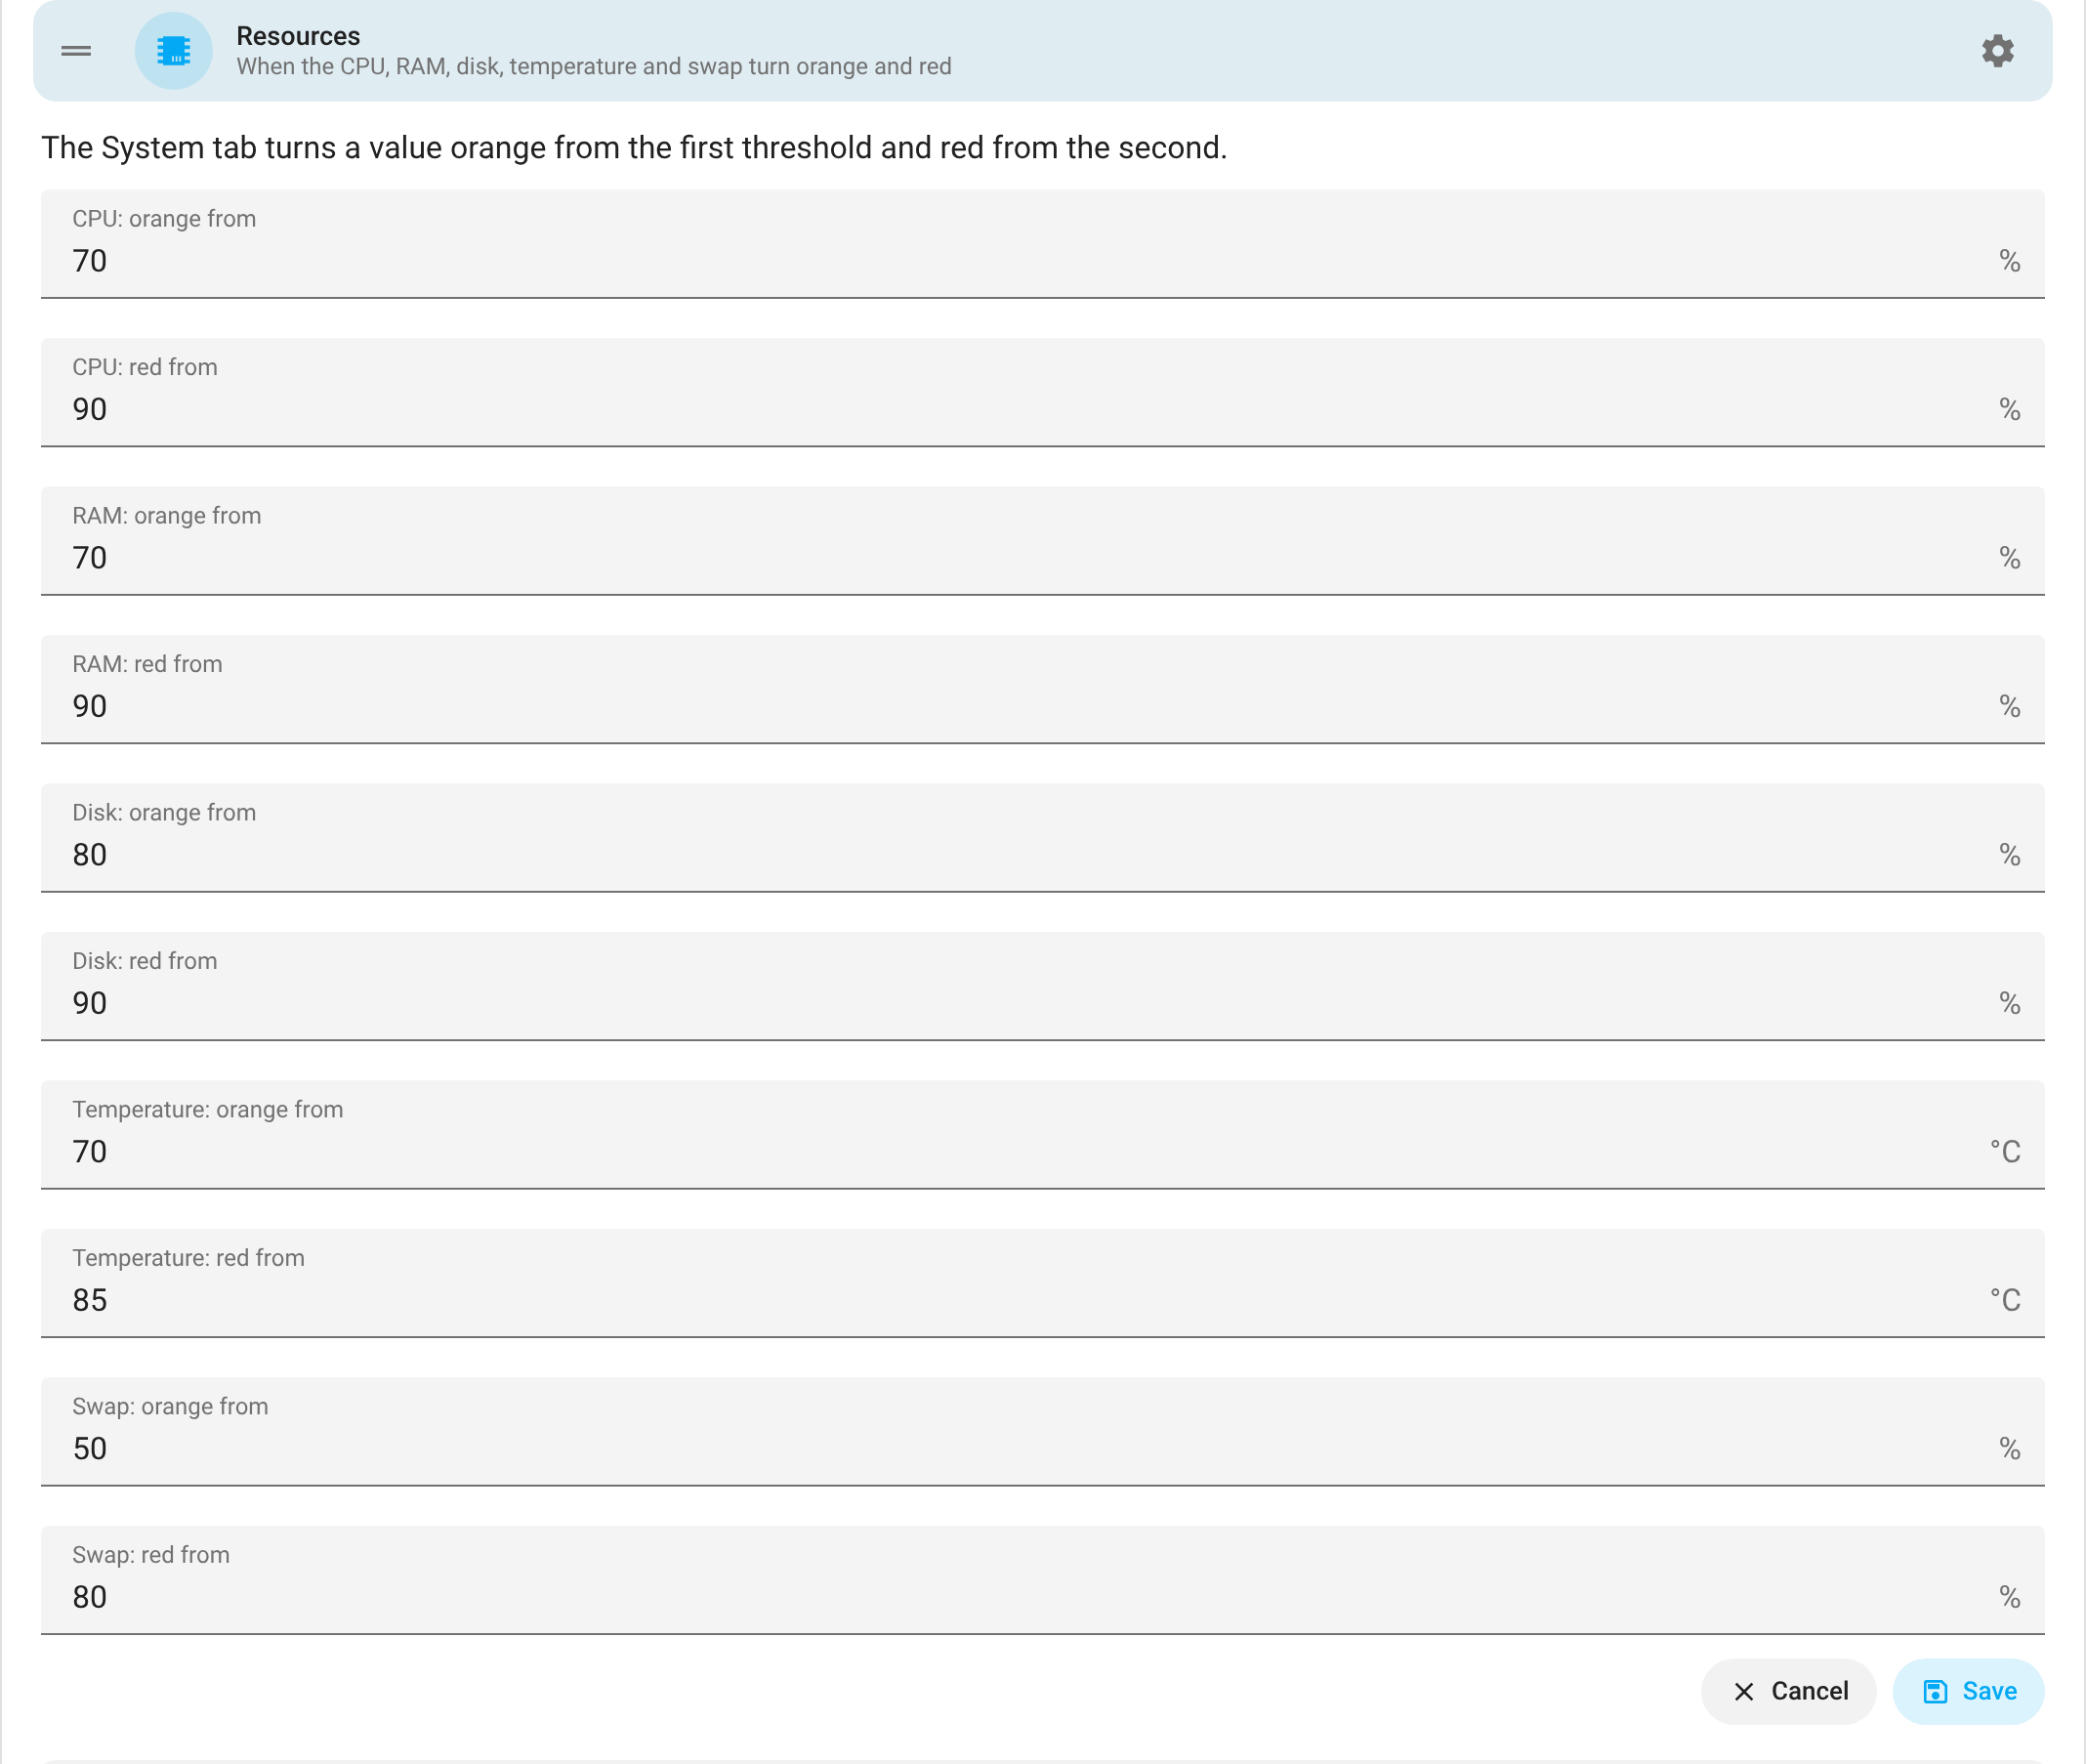 Resources
When the CPU, RAM, disk, temperature and swap turn orange and red
The System tab turns a value orange from the first threshold and red from the second.
CPU: orange from
70 %
CPU: red from
90 %
RAM: orange from
70 %
RAM: red from
90 %
Disk: orange from
80 %
Disk: red from
90 %
Temperature: orange from
70 °C
Temperature: red from
85 °C
Swap: orange from
50 %
Swap: red from
80 %
Cancel Save